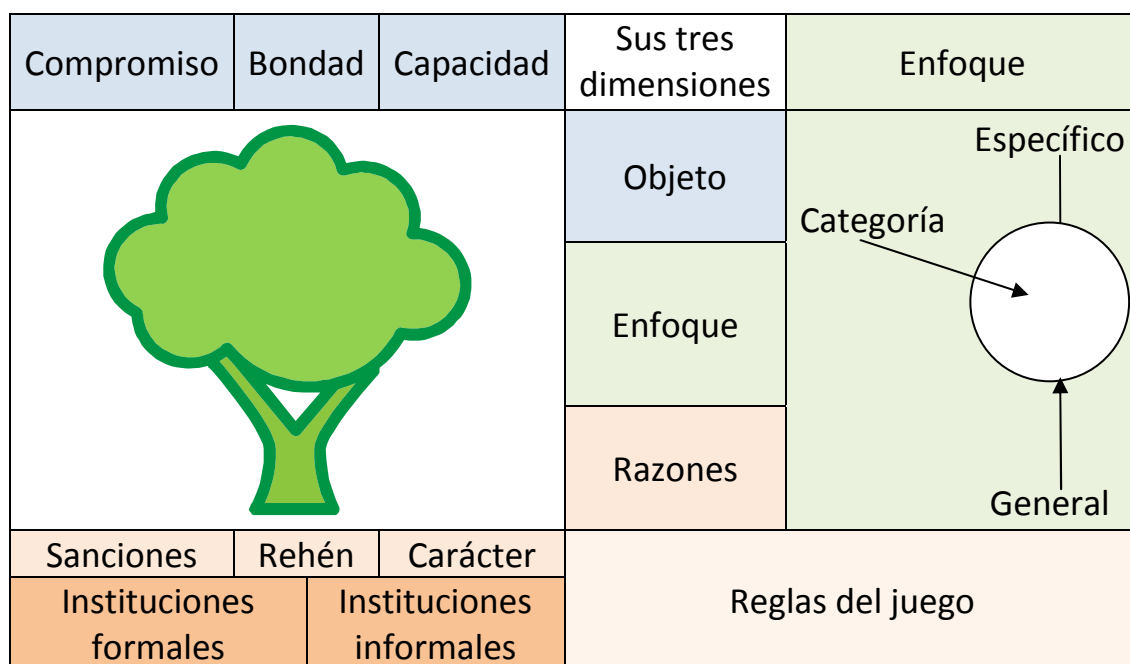 Compromiso
Bondad
Capacidad
Sus tres
dimensiones
Enfoque
Objeto
Enfoque
Razones
Específico
Categoría
General
Sanciones
Rehén
Carácter
Instituciones
formales
Instituciones
informales
Reglas del juego